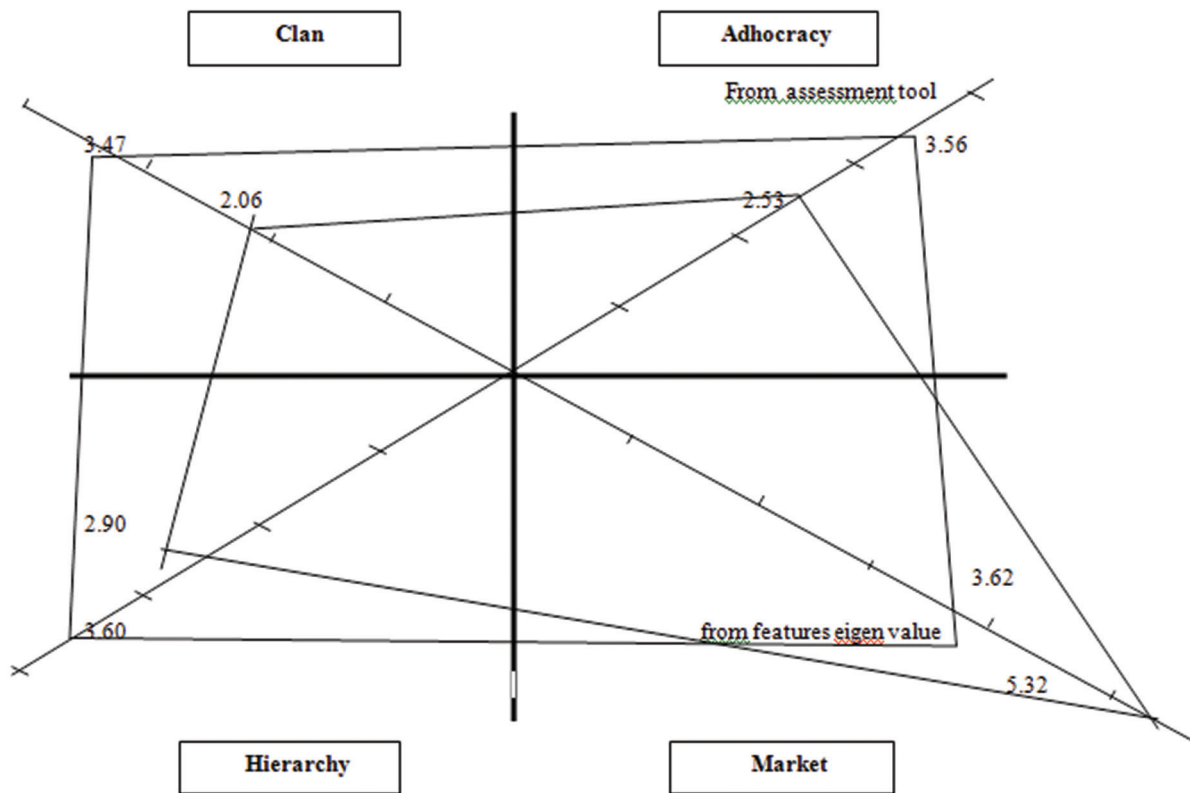 Clan
Adhocracy
From assessment tool
3.47
3.56
2.06
2.53
2.90
3.62
3.60
from features eigen value
5.32
Hierarchy
Market